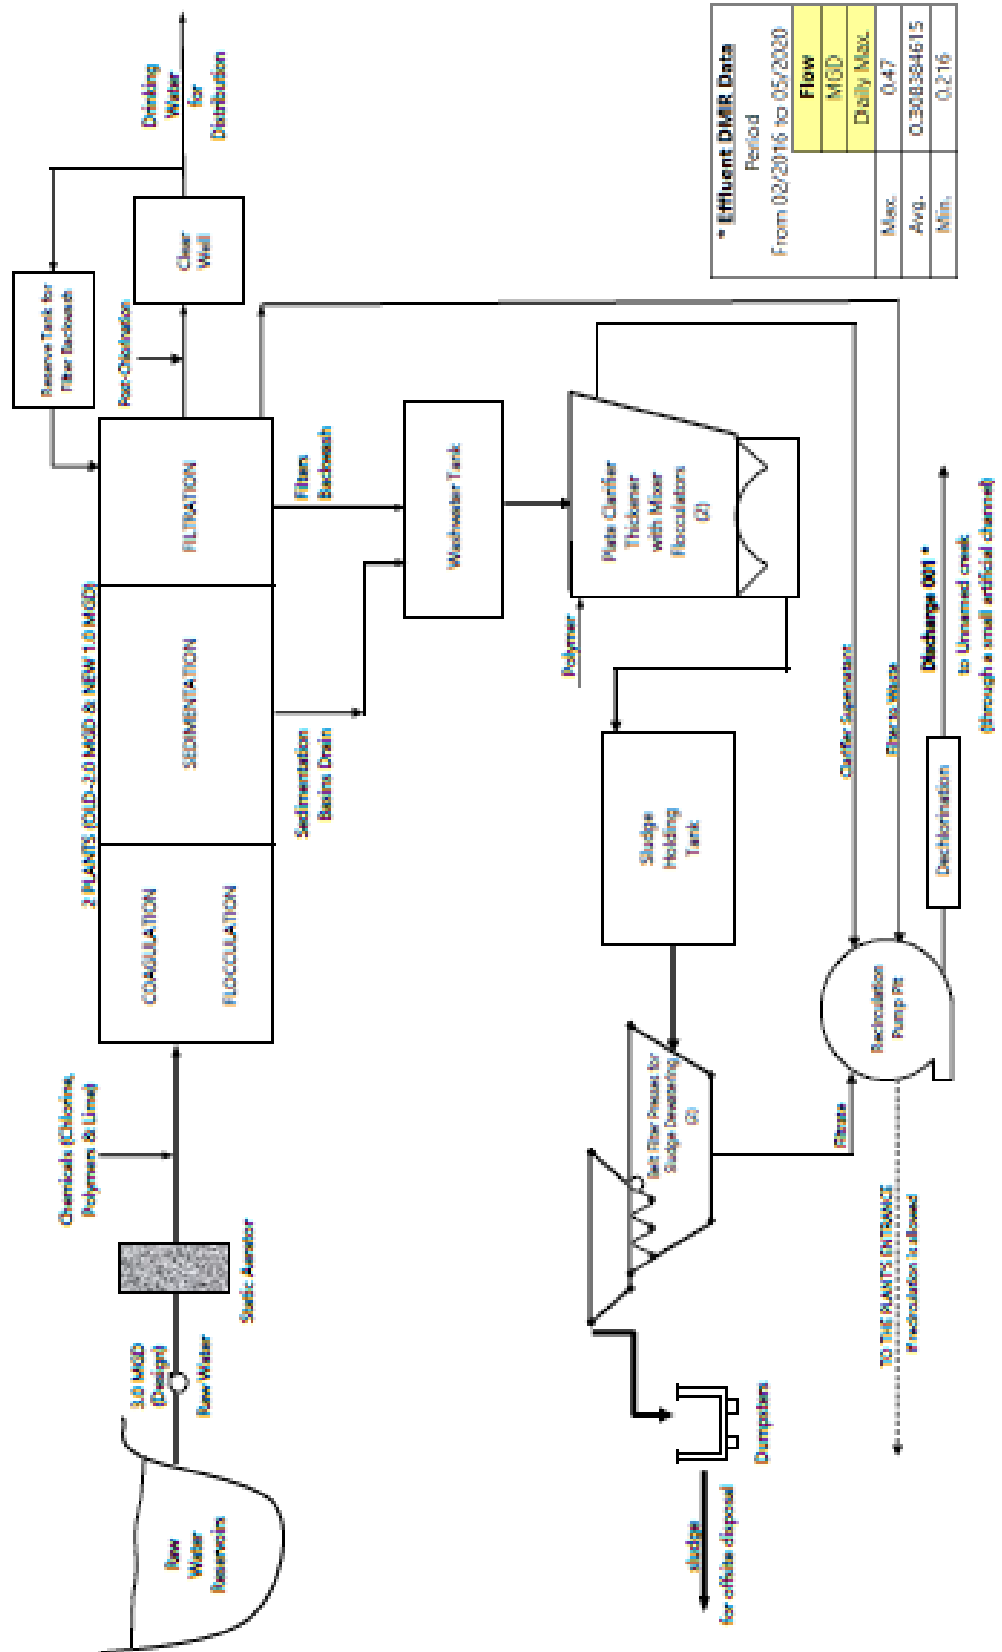 Drinking
Water
for
Distribution
Reserve Tank for
Filter Backwash
Clear
Well
Post-Chlorination
2 PLANTS (OLD-2.0 MGD & NEW 1.0 MGD)
COAGULATION
FLOCCULATION
SEDIMENTATION
FILTRATION
Chemicals (Chlorine,
Polymers & Lime)
Static Aerator
3.0 MGD
(Design)
Raw Water
Raw
Water
Reservoirs
Sedimentation
Basins Drain
Filters
Backwash
Washwater Tank
Polymer
Plate Clarifier
Thickener
with Mixer
Flocculators
(2)
Sludge
Holding
Tank
Belt Filter Presses for
Sludge Dewatering
(2)
Dumpsters
sludge
for offsite disposal
Filtrate
Clarifier Supernatant
Filter to Waste
Recirculation
Pump Pit
TO THE PLANT'S ENTRANCE
if recirculation is allowed
Dechlorination
Discharge 001 *
to Unnamed creek
(through a small artificial channel)
* Effluent DMR Data
Period
From 02/2016 to 05/2020
Flow
MGD
Daily Max.
Max. 0.47
Avg. 0.308384615
Min. 0.216